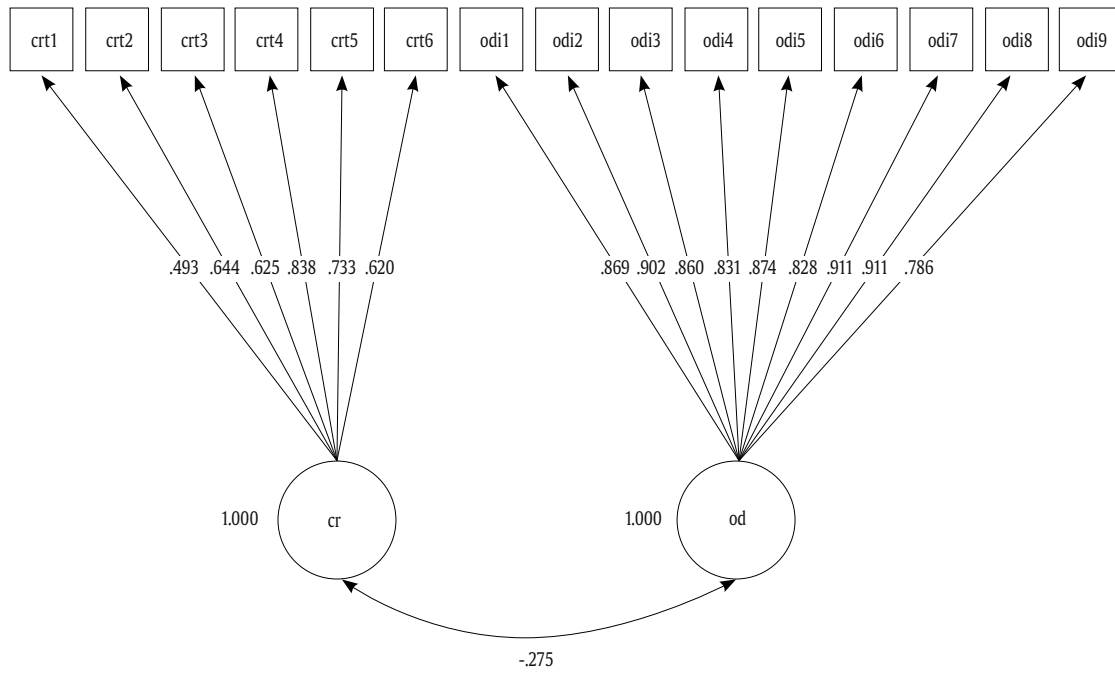 crt1 crt2 crt3 crt4 crt5 crt6 odi1 odi2 odi3 odi4 odi5 odi6 odi7 odi8 odi9
.493 .644 .625 .838 .733 .620 .869 .902 .860 .831 .874 .828 .911 .911 .786
1.000 cr 1.000 od
-.275